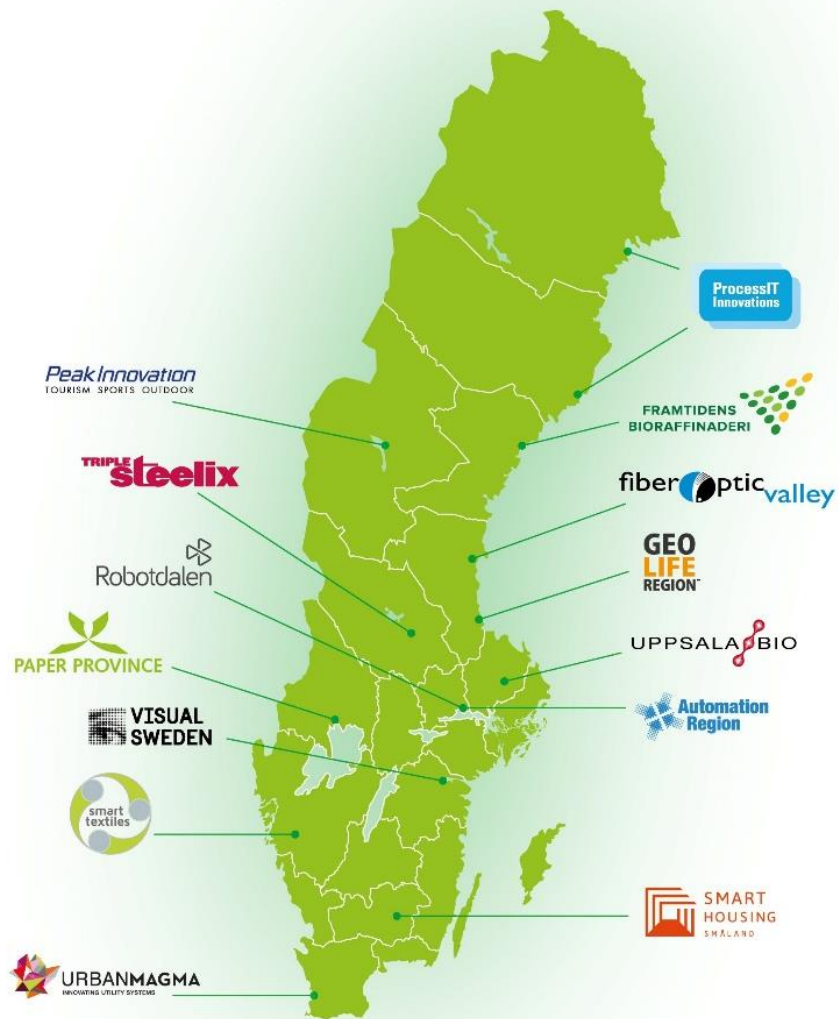 ProcessIT
Innovations
Peak Innovation
TOURISM SPORTS OUTDOOR
FRAMTIDENS
BIORAFFINADERI
TRIPLE
steelix
fiber optic valley
Robotdalen
GEO
LIFE
REGION™
PAPER PROVINCE
UPPSALA BIO
VISUAL
SWEDEN
Automation
Region
smart
textiles
SMART
HOUSING
SMÅLAND
URBANMAGMA
INNOVATING UTILITY SYSTEMS